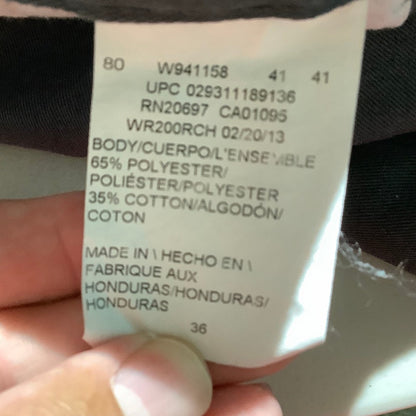 80 W941158 41 41
UPC 029311189136
RN20697 CA01095
WR200RCH 02/20/13
BODY/CUERPO/L'ENSEMBLE
65% POLYESTER/
POLIÉSTER/POLYESTER
35% COTTON/ALGODÓN/
COTON
MADE IN \ HECHO EN \
FABRIQUE AUX
HONDURAS/HONDURAS/
HONDURAS
36